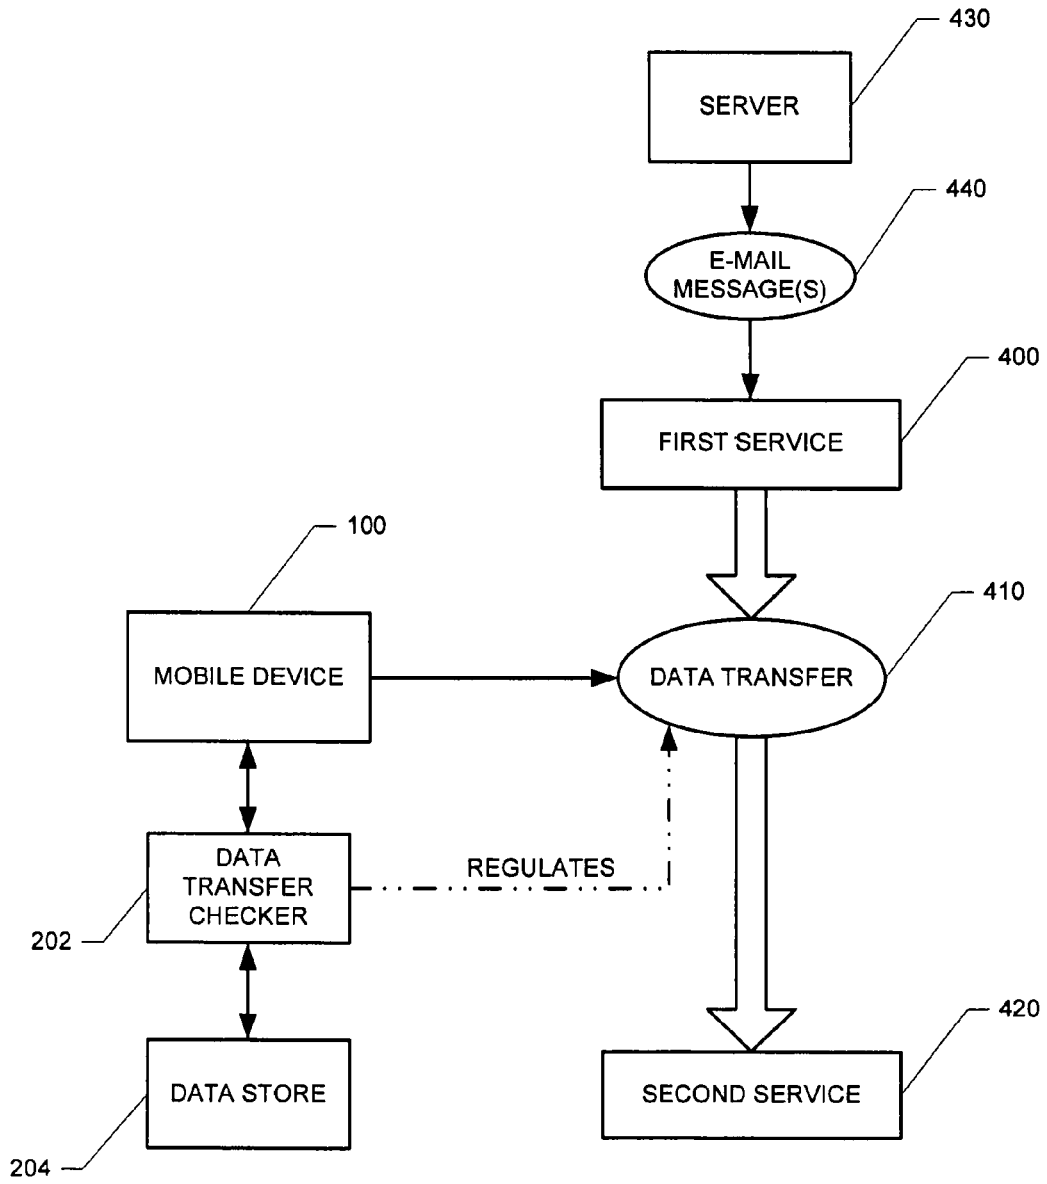 430
SERVER
440
E-MAIL
MESSAGE(S)
400
FIRST SERVICE
100
410
MOBILE DEVICE
DATA TRANSFER
DATA
TRANSFER
CHECKER
REGULATES
202
420
DATA STORE
SECOND SERVICE
204